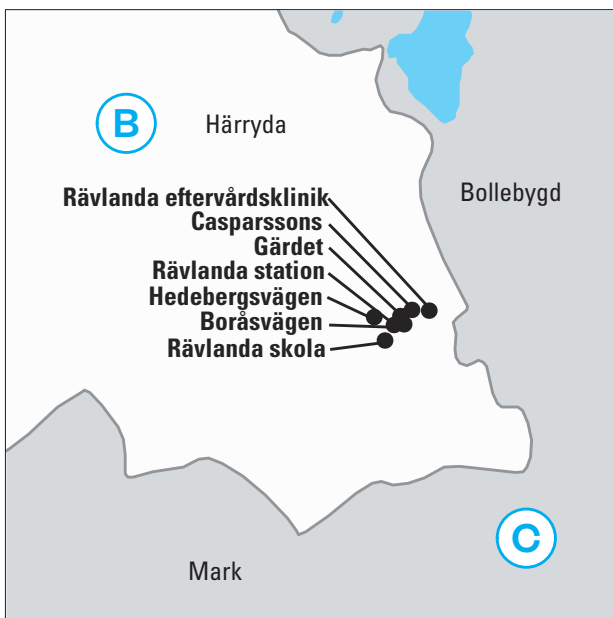 B
Härryda
Bollebygd
Rävlanda eftervårdsklinik
Casparssons
Gärdet
Rävlanda station
Hedebergsvägen
Boråsvägen
Rävlanda skola
C
Mark